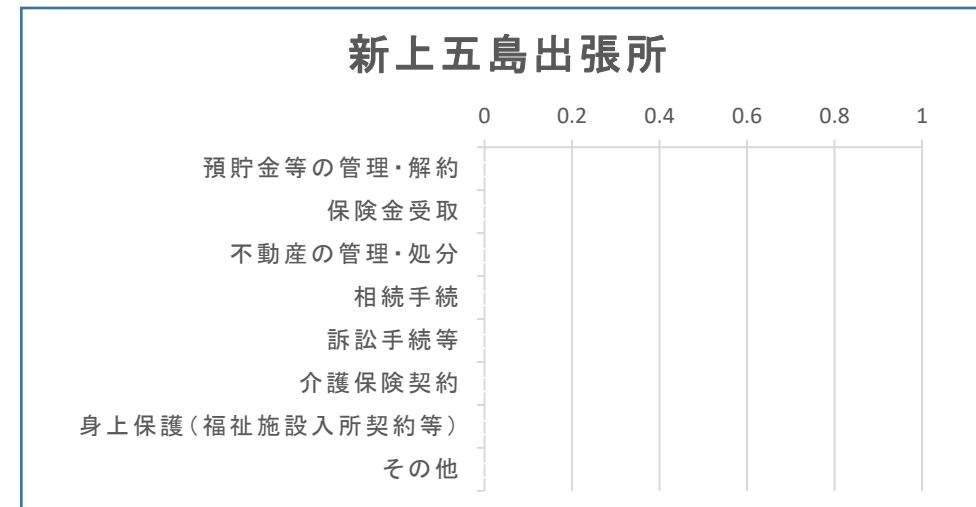 新上五島出張所
0 0.2 0.4 0.6 0.8 1
預貯金等の管理・解約
保険金受取
不動産の管理・処分
相続手続
訴訟手続等
介護保険契約
身上保護(福祉施設入所契約等)
その他